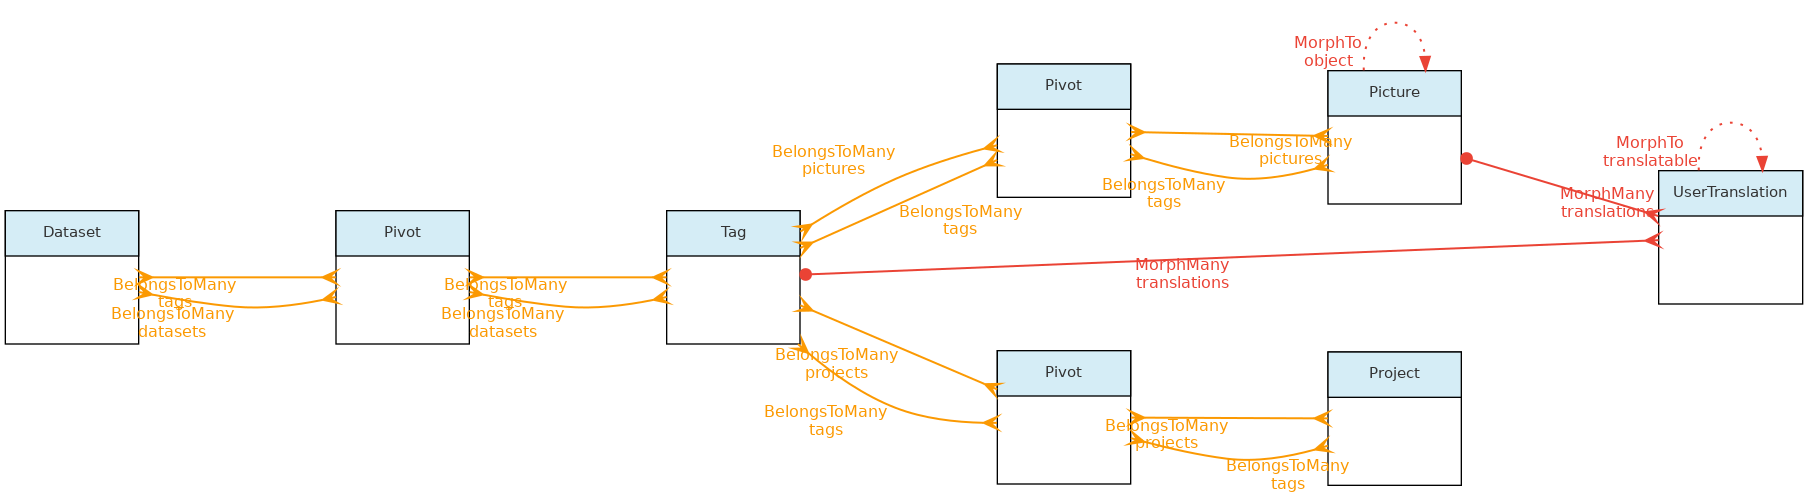 Dataset
BelongsToMany
tags
BelongsToMany
datasets
Pivot
BelongsToMany
tags
BelongsToMany
datasets
Tag
BelongsToMany
pictures
BelongsToMany
tags
MorphMany
translations
BelongsToMany
projects
BelongsToMany
tags
Pivot
BelongsToMany
pictures
BelongsToMany
tags
MorphTo
object
Picture
MorphMany
translations
MorphTo
translatable
UserTranslation
Pivot
BelongsToMany
projects
BelongsToMany
tags
Project